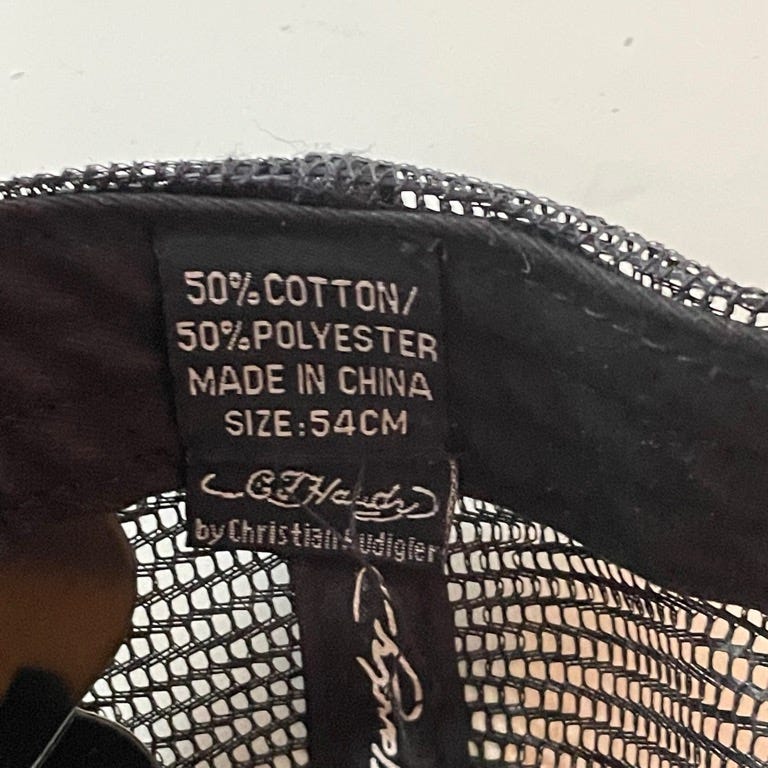 50% COTTON/
50% POLYESTER
MADE IN CHINA
SIZE: 54CM
by Christian Audigier